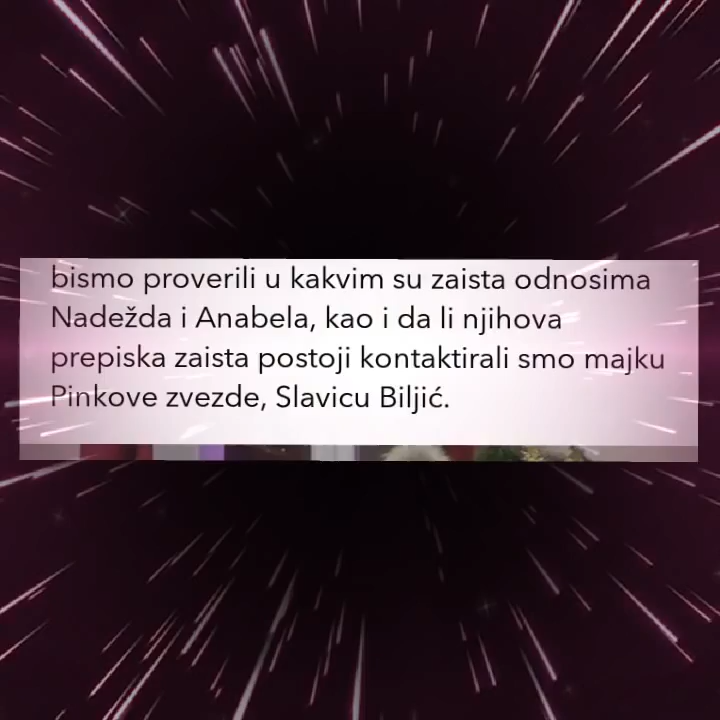 bismo proverili u kakvim su zaista odnosima
Nadežda i Anabela, kao i da li njihova
prepiska zaista postoji kontaktirali smo majku
Pinkove zvezde, Slavicu Biljić.